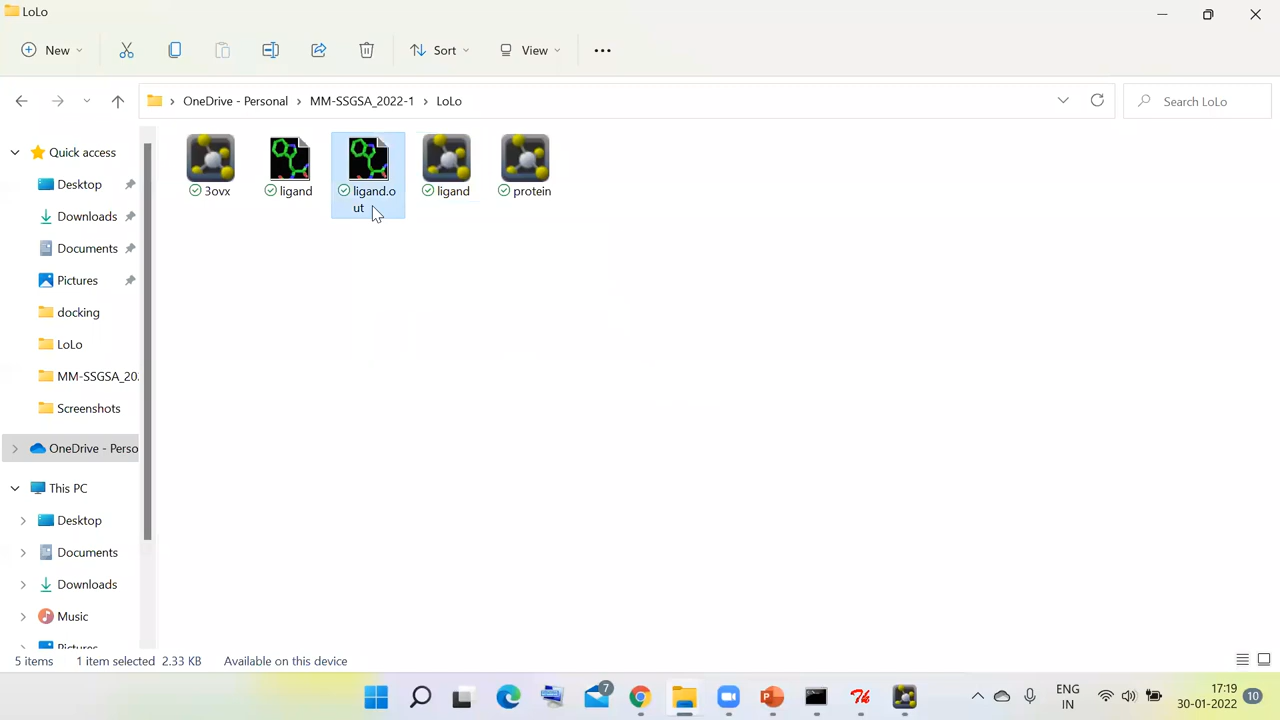 LoLo
New
Sort
View
OneDrive - Personal
MM-SSGSA_2022-1
LoLo
Search LoLo
Quick access
Desktop
Downloads
Documents
Pictures
docking
LoLo
MM-SSGSA_20
Screenshots
OneDrive - Perso
This PC
Desktop
Documents
Downloads
Music
Pictures
3ovx
ligand
ligand.o
ut
ligand
protein
5 items
1 item selected 2.33 KB
Available on this device
7
ENG
IN
17:19
30-01-2022
10